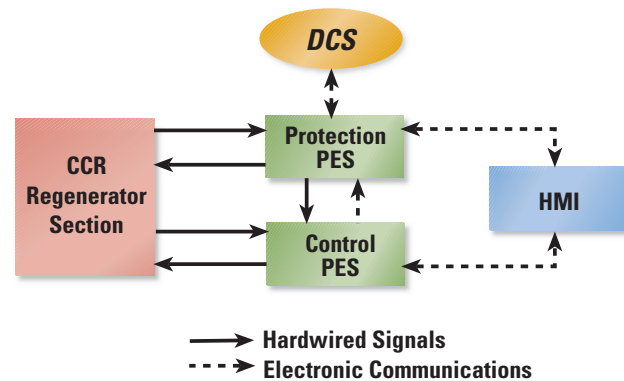 DCS
Protection
PES
CCR
Regenerator
Section
HMI
Control
PES
Hardwired Signals
Electronic Communications